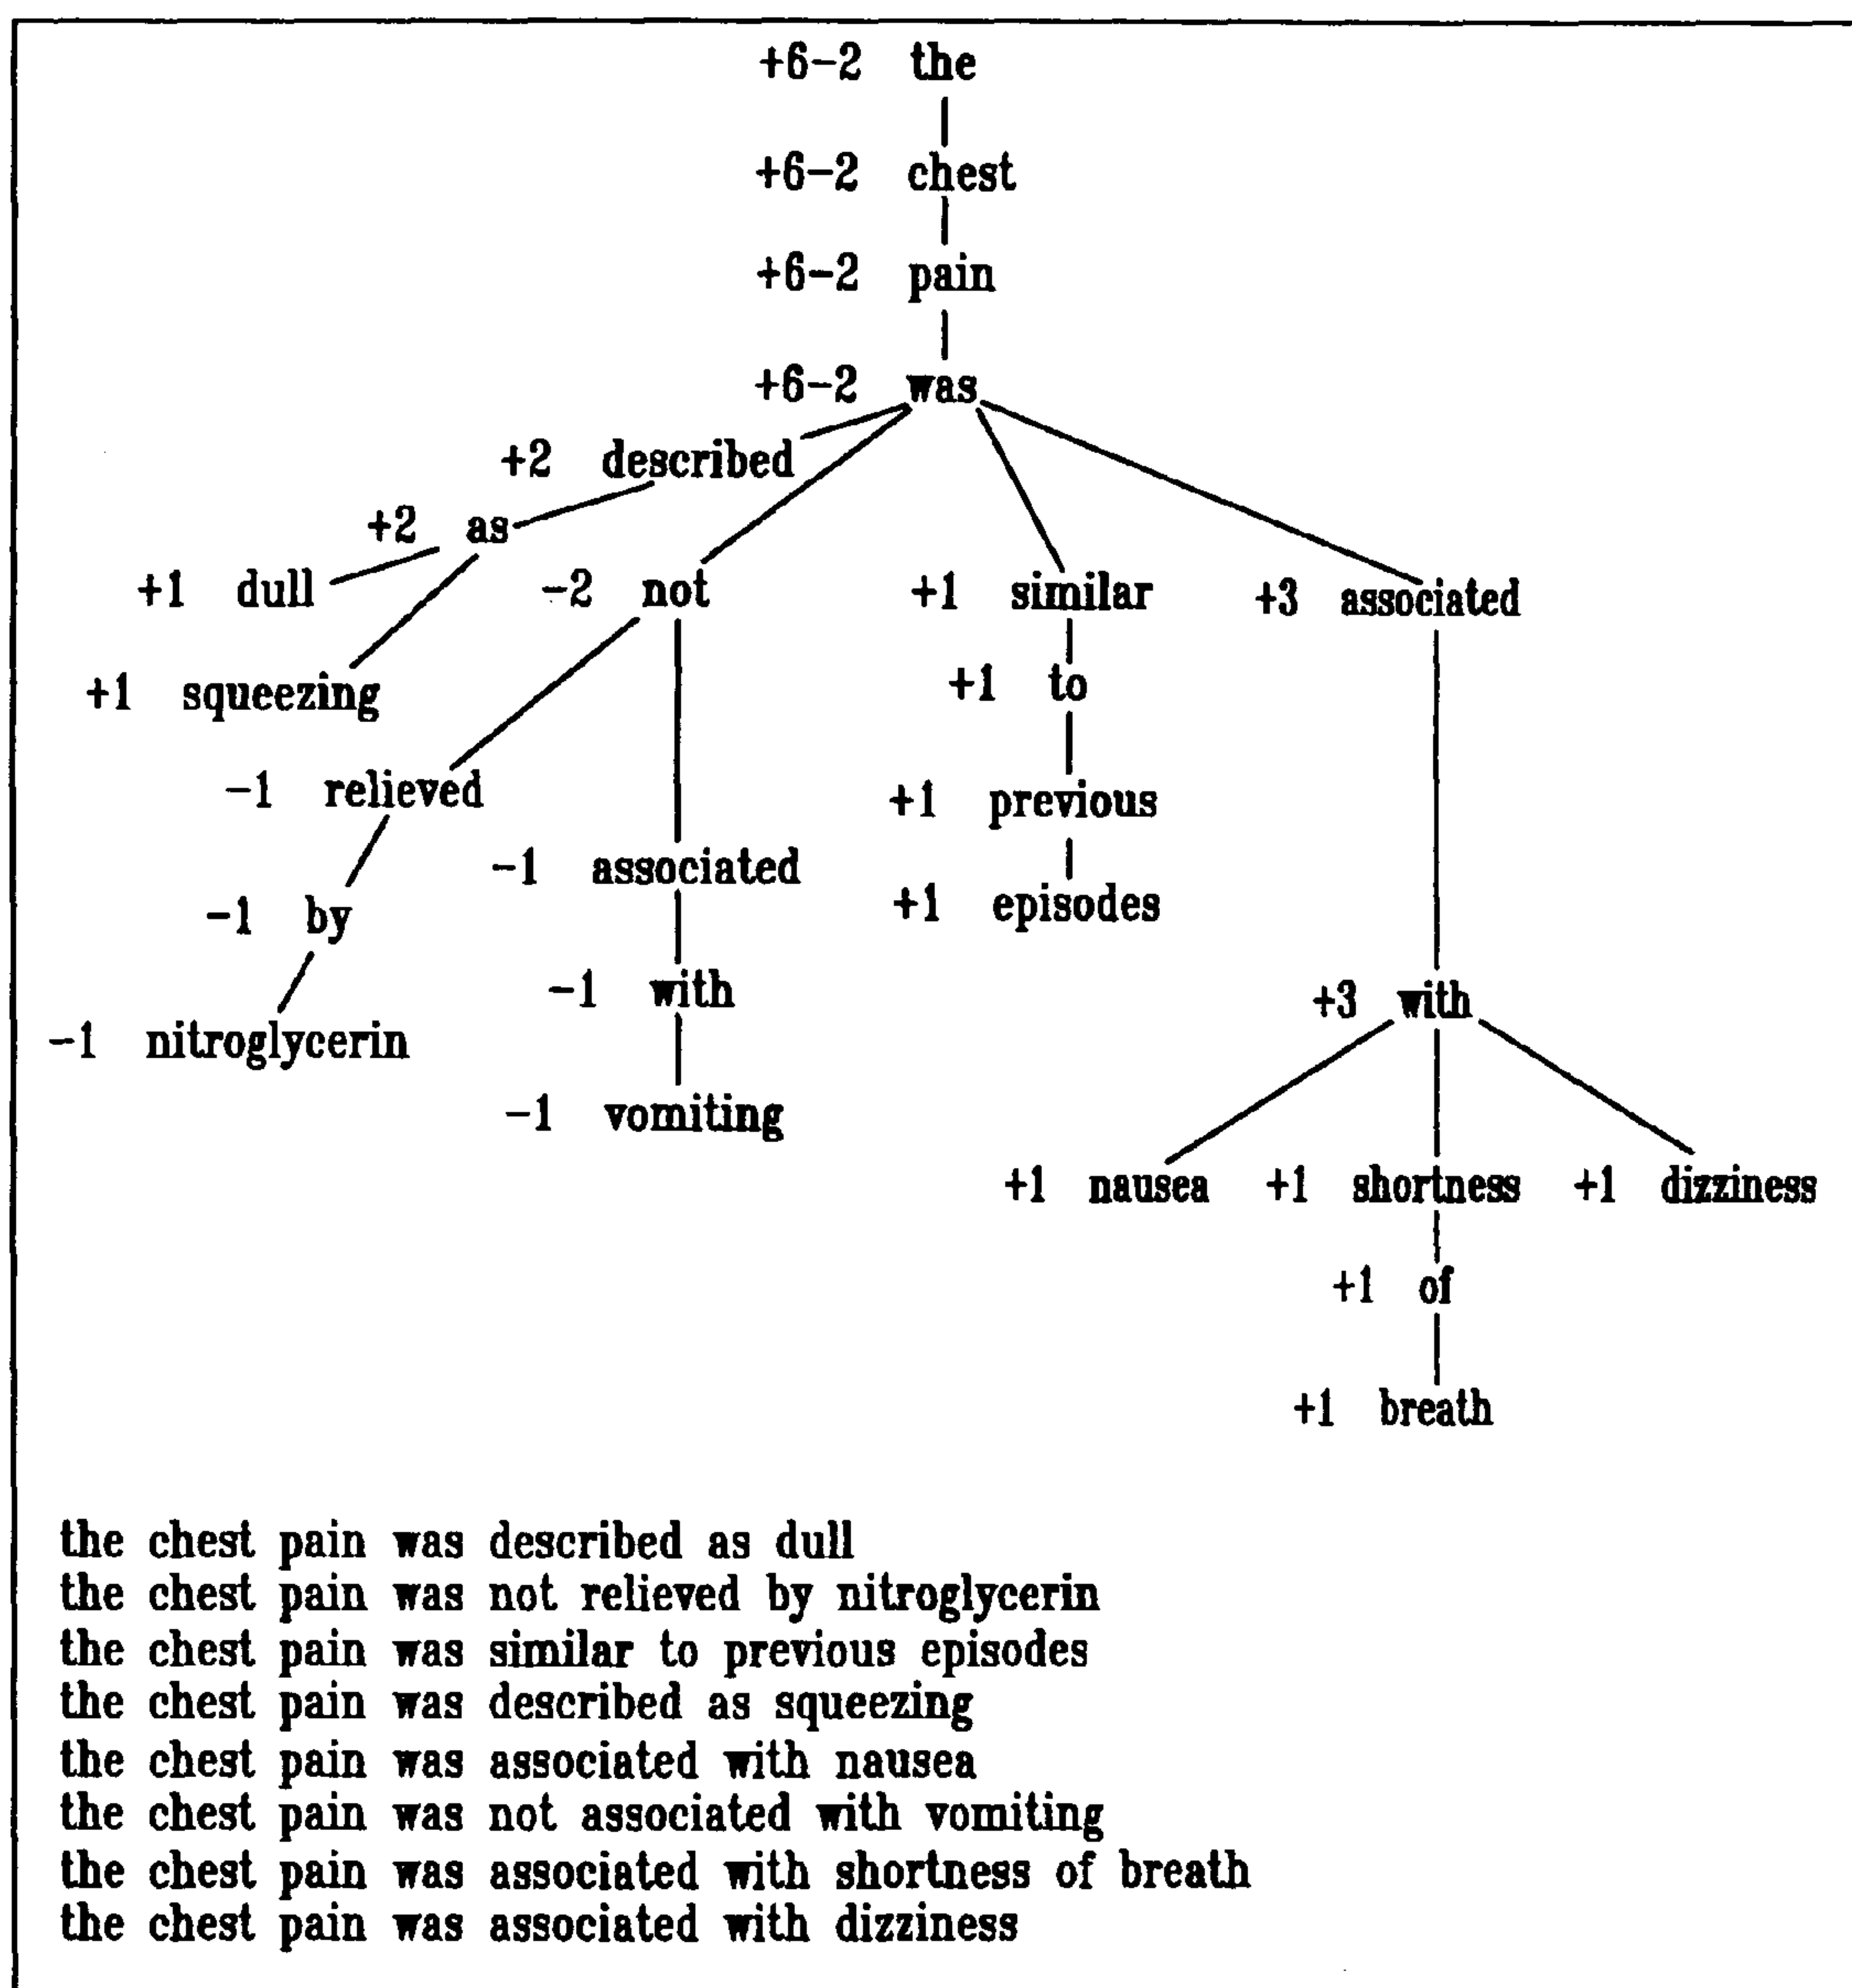 +6-2 the
+6-2 chest
+6-2 pain
+6-2 was
+2 described
+2 as
+1 dull
-2 not
+1 similar
+3 associated
+1 squeezing
+1 to
-1 relieved
+1 previous
-1 associated
+1 episodes
-1 by
-1 with
+3 with
-1 nitroglycerin
-1 vomiting
+1 nausea
+1 shortness
+1 dizziness
+1 of
+1 breath
the chest pain was described as dull
the chest pain was not relieved by nitroglycerin
the chest pain was similar to previous episodes
the chest pain was described as squeezing
the chest pain was associated with nausea
the chest pain was not associated with vomiting
the chest pain was associated with shortness of breath
the chest pain was associated with dizziness